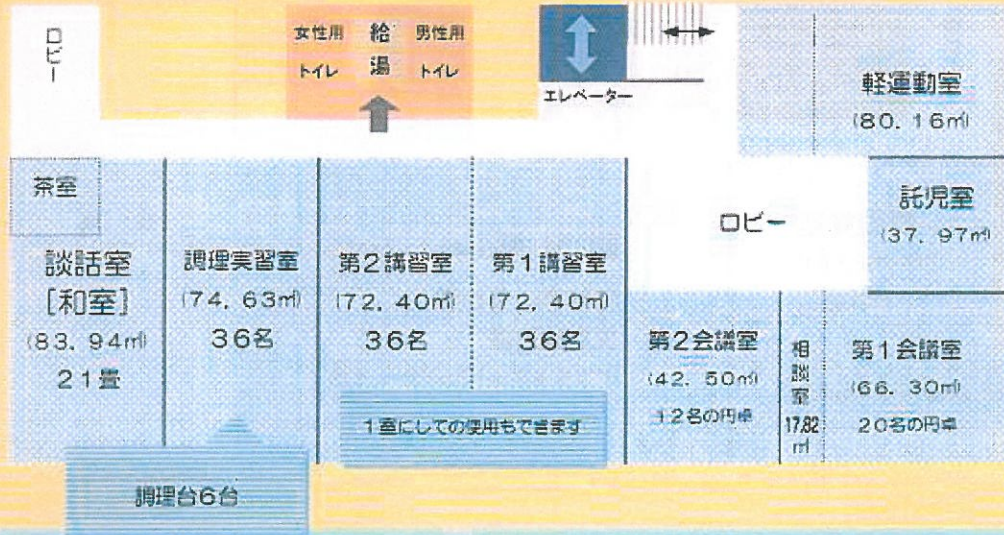 ロビー
女性用 給 男性用
トイレ 湯 トイレ
エレベーター
軽運動室
(80.16㎡)
茶室
談話室
[和室]
(83.94㎡)
21畳
調理実習室
(74.63㎡)
36名
第2講習室
(72.40㎡)
36名
第1講習室
(72.40㎡)
36名
1室にしての使用もできます
調理台6台
ロビー
託児室
(37.97㎡)
第2会議室
(42.50㎡)
12名の円卓
相談室
17.82
㎡
第1会議室
(66.30㎡)
20名の円卓